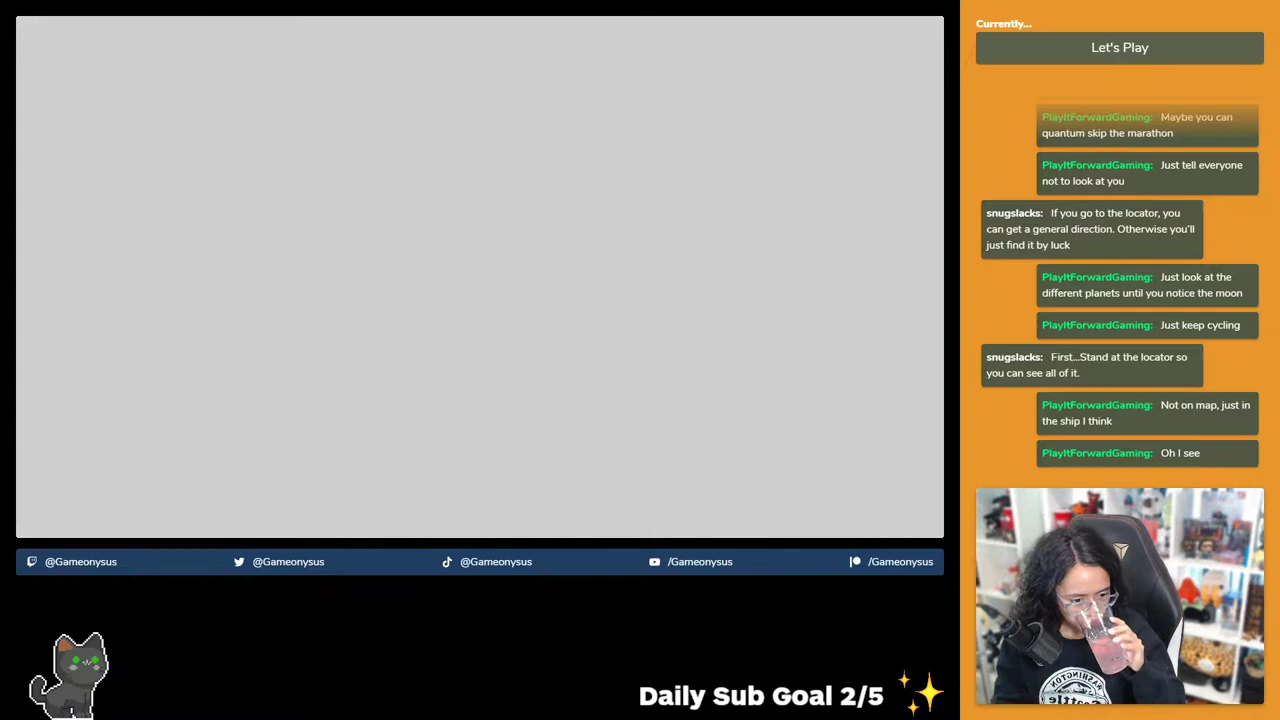 Currently...
Let's Play
PlayItForwardGaming: Maybe you can
quantum skip the marathon
PlayItForwardGaming: Just tell everyone
not to look at you
snugslacks: If you go to the locator, you
can get a general direction. Otherwise you'll
just find it by luck
PlayItForwardGaming: Just look at the
different planets until you notice the moon
PlayItForwardGaming: Just keep cycling
snugslacks: First...Stand at the locator so
you can see all of it.
PlayItForwardGaming: Not on map, just in
the ship I think
PlayItForwardGaming: Oh I see
@Gameonysus
@Gameonysus
@Gameonysus
/Gameonysus
/Gameonysus
WASHINGTON
Daily Sub Goal 2/5